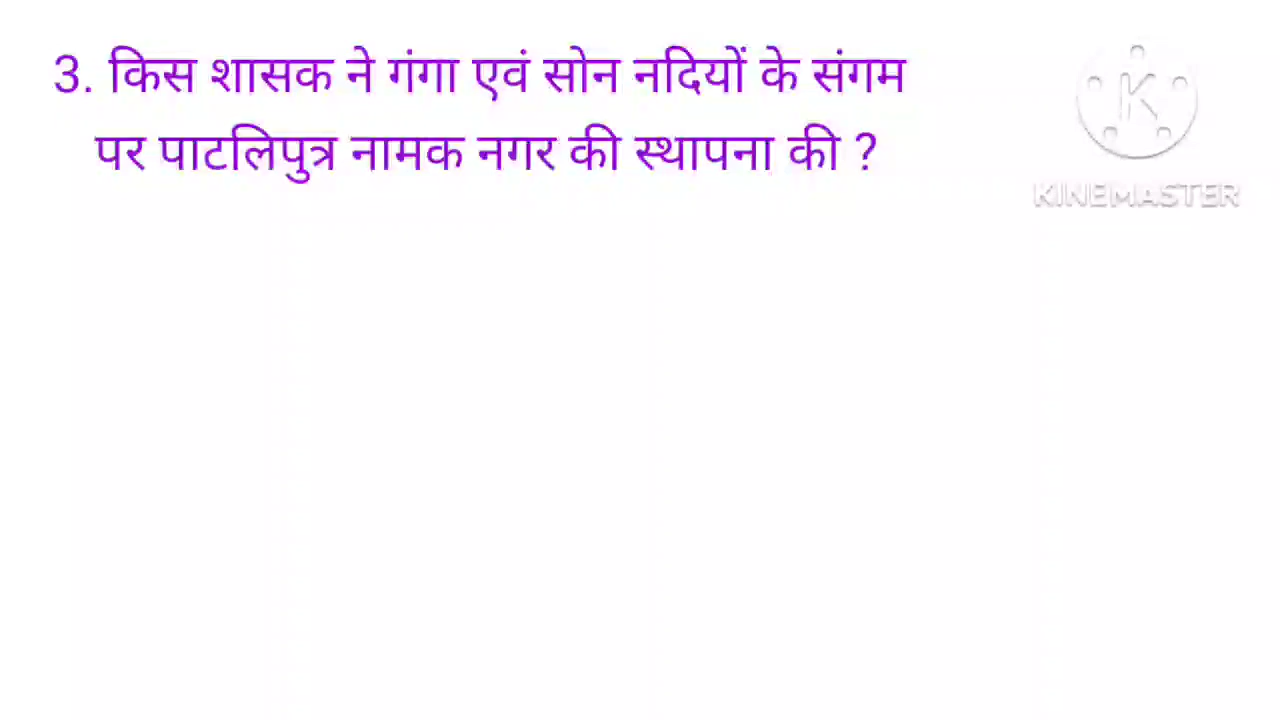 3. किस शासक ने गंगा एवं सोन नदियों के संगम
पर पाटलिपुत्र नामक नगर की स्थापना की ?
K
KINEMASTER